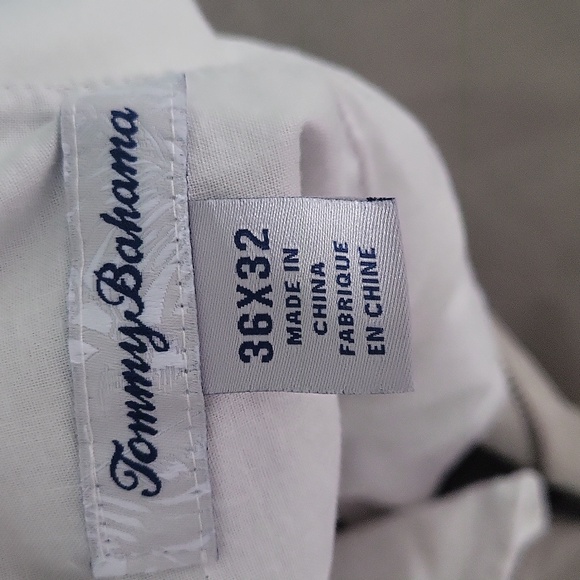 Tommy Bahama
36X32
MADE IN
CHINA
FABRIQUE
EN CHINE